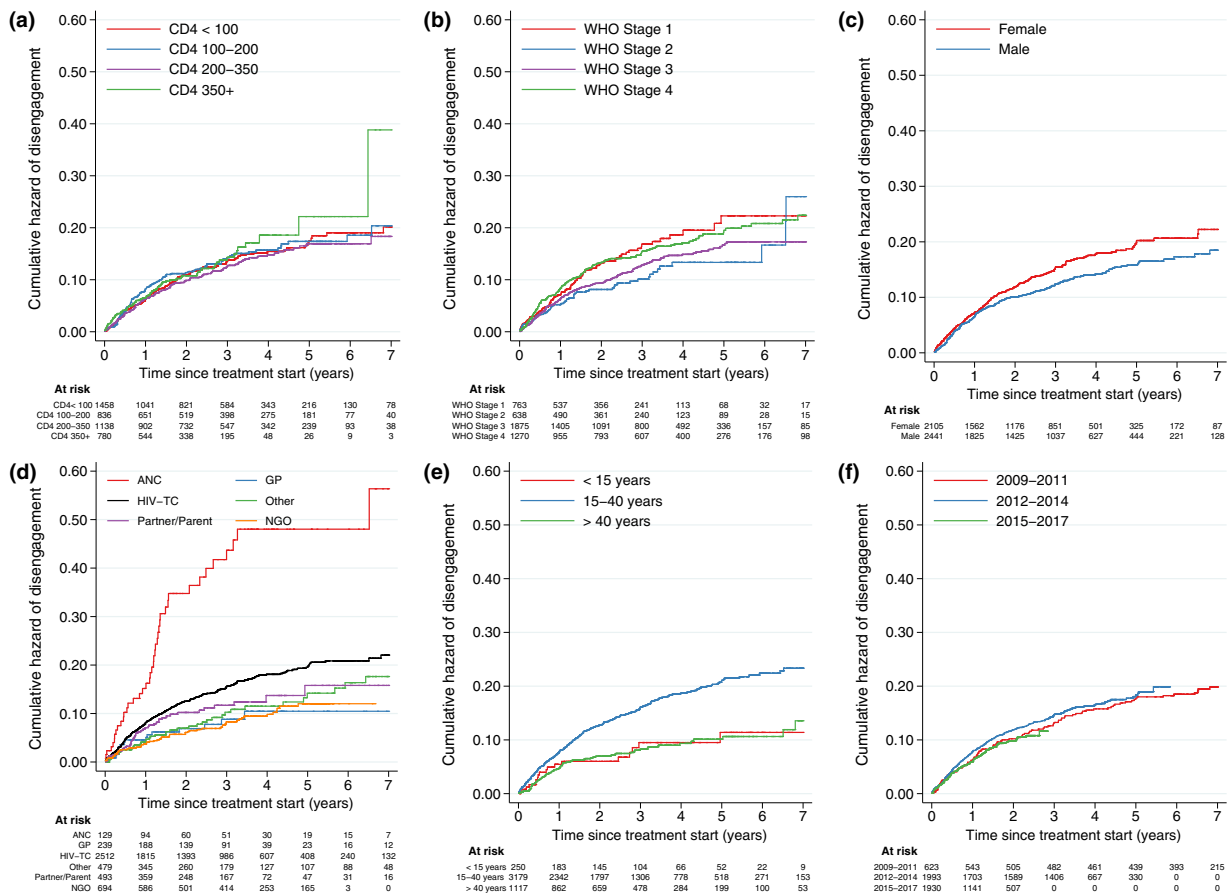 (a)
CD4 < 100
CD4 100–200
CD4 200–350
CD4 350+
Cumulative hazard of disengagement
0.60
0.50
0.40
0.30
0.20
0.10
0.00
0 1 2 3 4 5 6 7
Time since treatment start (years)
At risk
CD4< 100 1458 1041 821 584 343 216 130 78
CD4 100–200 836 651 519 398 275 181 77 40
CD4 200–350 1138 902 732 547 342 239 93 38
CD4 350+ 780 544 338 195 48 26 9 3
(b)
WHO Stage 1
WHO Stage 2
WHO Stage 3
WHO Stage 4
Cumulative hazard of disengagement
0.60
0.50
0.40
0.30
0.20
0.10
0.00
0 1 2 3 4 5 6 7
Time since treatment start (years)
At risk
WHO Stage 1 763 537 356 241 113 68 32 17
WHO Stage 2 638 490 361 240 123 89 28 15
WHO Stage 3 1875 1405 1091 800 492 336 157 85
WHO Stage 4 1270 955 793 607 400 276 176 98
(c)
Female
Male
Cumulative hazard of disengagement
0.60
0.50
0.40
0.30
0.20
0.10
0.00
0 1 2 3 4 5 6 7
Time since treatment start (years)
At risk
Female 2105 1562 1176 851 501 325 172 87
Male 2441 1825 1425 1037 627 444 221 128
(d)
ANC GP
HIV–TC Other
Partner/Parent NGO
Cumulative hazard of disengagement
0.60
0.50
0.40
0.30
0.20
0.10
0.00
0 1 2 3 4 5 6 7
Time since treatment start (years)
At risk
ANC 129 94 60 51 30 19 15 7
GP 239 188 139 91 39 23 16 12
HIV–TC 2512 1815 1393 986 607 408 240 132
Other 479 345 260 179 127 107 88 48
Partner/Parent 493 359 248 167 72 47 31 16
NGO 694 586 501 414 253 165 3 0
(e)
< 15 years
15–40 years
> 40 years
Cumulative hazard of disengagement
0.60
0.50
0.40
0.30
0.20
0.10
0.00
0 1 2 3 4 5 6 7
Time since treatment start (years)
At risk
< 15 years 250 183 145 104 66 52 22 9
15–40 years 3179 2342 1797 1306 778 518 271 153
> 40 years 1117 862 659 478 284 199 100 53
(f)
2009–2011
2012–2014
2015–2017
Cumulative hazard of disengagement
0.60
0.50
0.40
0.30
0.20
0.10
0.00
0 1 2 3 4 5 6 7
Time since treatment start (years)
At risk
2009–2011 623 543 505 482 461 439 393 215
2012–2014 1993 1703 1589 1406 667 330 0 0
2015–2017 1930 1141 507 0 0 0 0 0